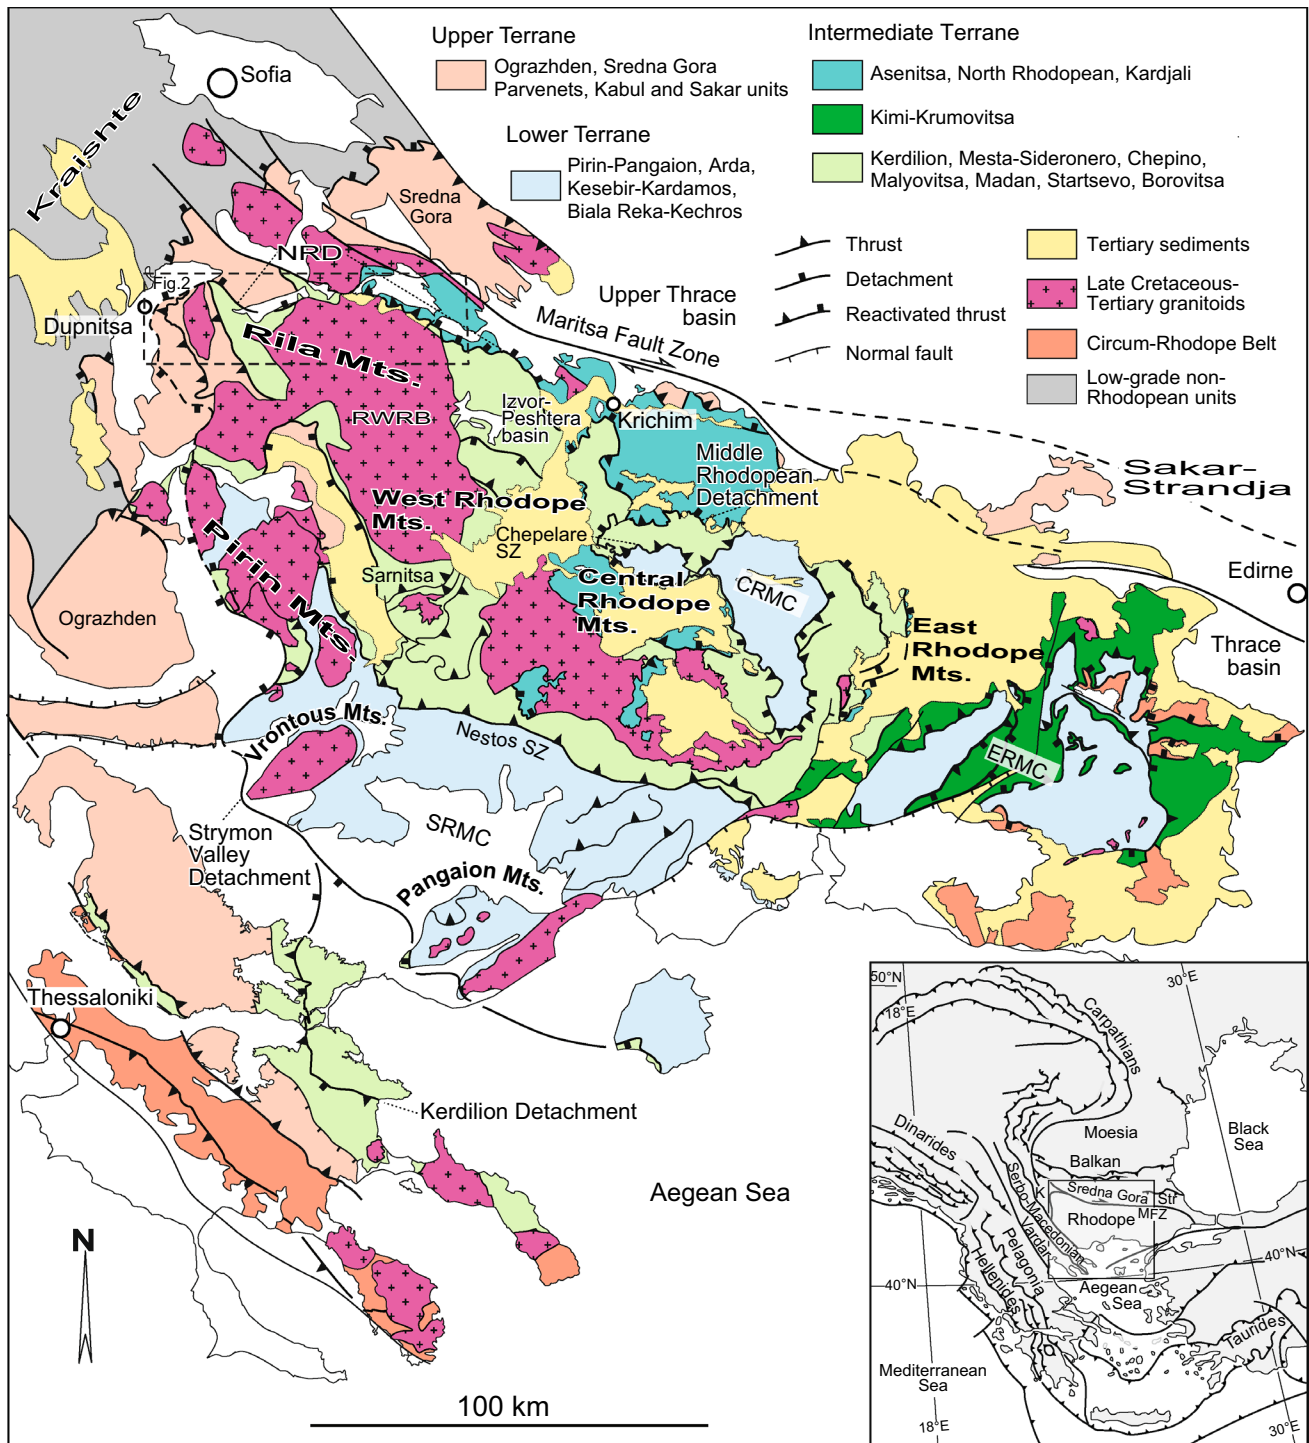 Upper Terrane
Ograzhden, Sredna Gora
Parvenets, Kabul and Sakar units
Lower Terrane
Pirin-Pangaion, Arda,
Kesebir-Kardamos,
Biala Reka-Kechros
Intermediate Terrane
Asenitsa, North Rhodopean, Kardjali
Kimi-Krumovitsa
Kerdilion, Mesta-Sideronero, Chepino,
Malyovitsa, Madan, Startsevo, Borovitsa
Thrust
Detachment
Reactivated thrust
Normal fault
Tertiary sediments
Late Cretaceous-
Tertiary granitoids
Circum-Rhodope Belt
Low-grade non-
Rhodopean units
Sofia
Kraishte
Sredna
Gora
NRD
Fig.2
Dupnitsa
Rila Mts.
RWRB
Upper Thrace
basin
Maritsa Fault Zone
Izvor-
Peshtera
basin
Krichim
Middle
Rhodopean
Detachment
Sakar-
Strandja
West Rhodope
Mts.
Chepelare
SZ
Pirin Mts.
Sarnitsa
Central
Rhodope
Mts.
CRMC
Edirne
Ograzhden
East
Rhodope
Mts.
Thrace
basin
Vrontous Mts.
Nestos SZ
ERMC
Strymon
Valley
Detachment
SRMC
Pangaion Mts.
Thessaloniki
Kerdilion Detachment
Aegean Sea
N
100 km
50°N
18°E
30°E
Carpathians
Dinarides
Moesia
Black
Sea
Balkan
K
Sredna Gora
Str
MFZ
Rhodope
Serbo-Macedonian
Vardar
Pelagonia
Hellenides
40°N
40°N
Aegean
Sea
Taurides
Mediterranean
Sea
18°E
30°E